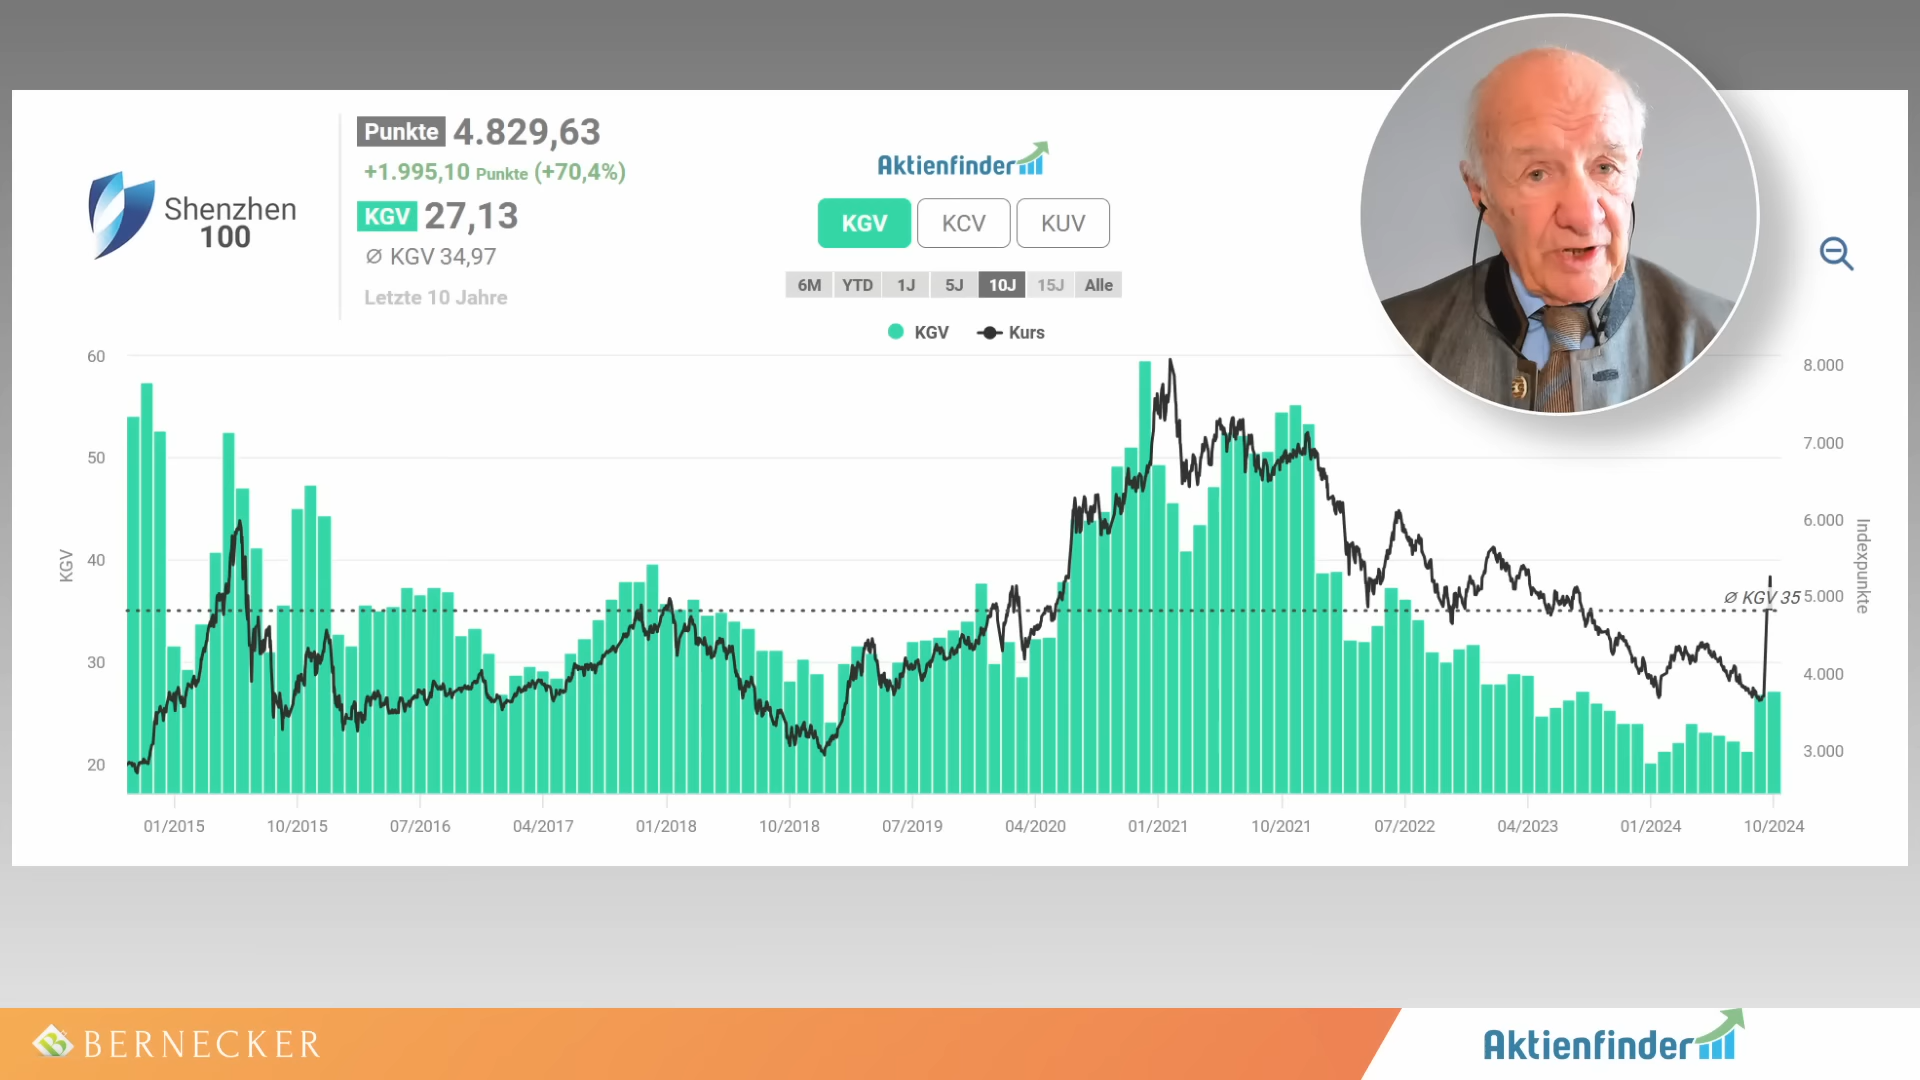 Shenzhen
100
Punkte 4.829,63
+1.995,10 Punkte (+70,4%)
KGV 27,13
Ø KGV 34,97
Letzte 10 Jahre
Aktienfinder
KGV KCV KUV
6M YTD 1J 5J 10J 15J Alle
KGV Kurs
60
50
40
30
20
KGV
8.000
7.000
6.000
5.000
4.000
3.000
Indexpunkte
Ø KGV 35
01/2015 10/2015 07/2016 04/2017 01/2018 10/2018 07/2019 04/2020 01/2021 10/2021 07/2022 04/2023 01/2024 10/2024
BERNECKER
Aktienfinder